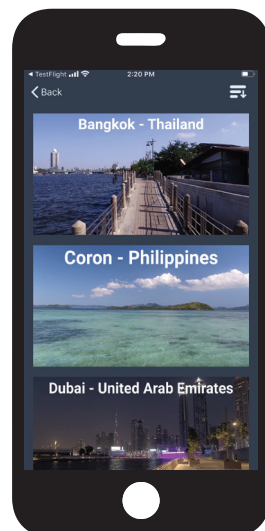 TestFlight
2:20 PM
Back
Bangkok - Thailand
Coron - Philippines
Dubai - United Arab Emirates